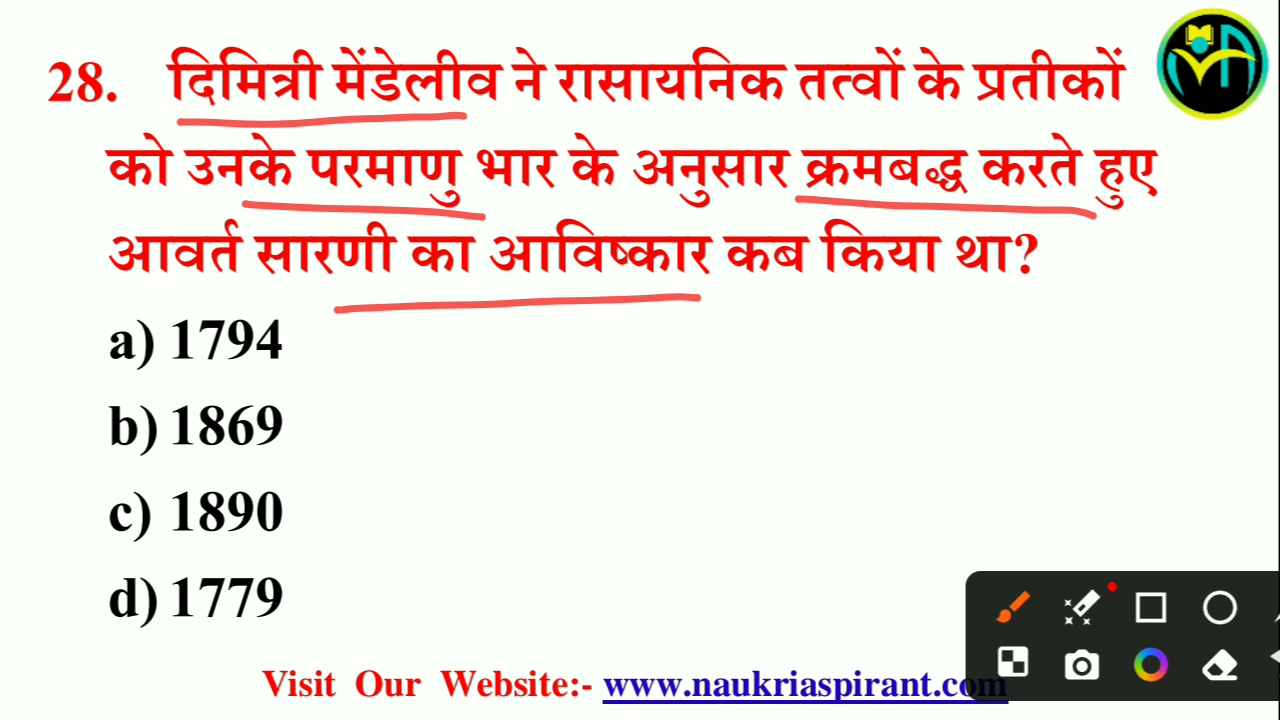 28. दिमित्री मेंडेलीव ने रासायनिक तत्वों के प्रतीकों
को उनके परमाणु भार के अनुसार क्रमबद्ध करते हुए
आवर्त सारणी का आविष्कार कब किया था?
a) 1794
b) 1869
c) 1890
d) 1779
Visit Our Website:- www.naukriaspirant.com